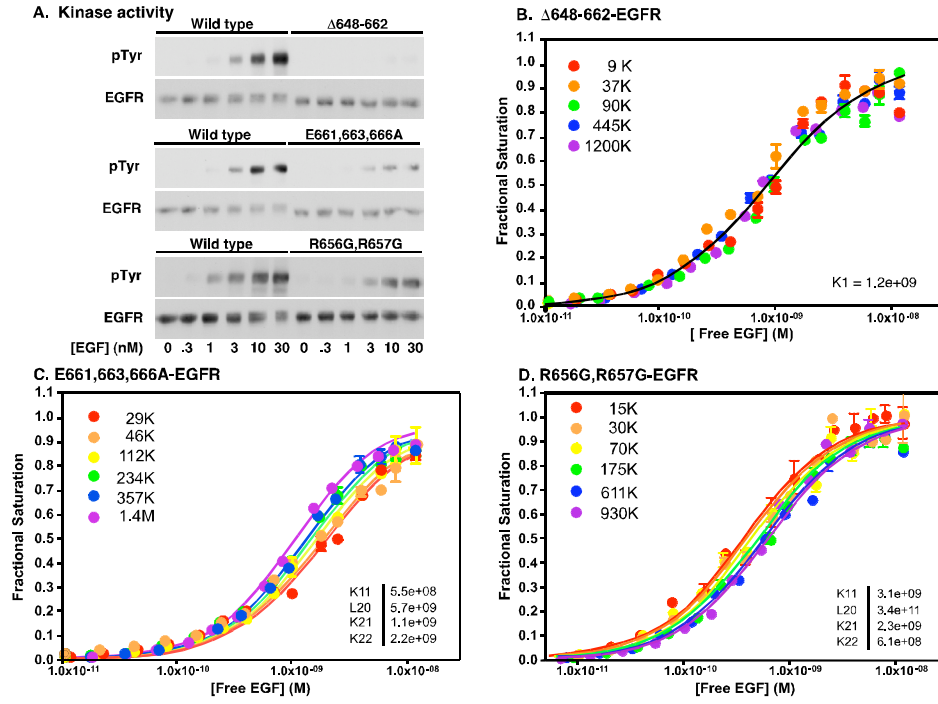 A. Kinase activity
Wild type Δ648-662
pTyr
EGFR
Wild type E661,663,666A
pTyr
EGFR
Wild type R656G,R657G
pTyr
EGFR
[EGF] (nM) 0 .3 1 3 10 30 0 .3 1 3 10 30
B. Δ648-662-EGFR
Fractional Saturation
1.1
1.0
0.9
0.8
0.7
0.6
0.5
0.4
0.3
0.2
0.1
0.0
9 K
37K
90K
445K
1200K
K1 = 1.2e+09
1.0x10-11 1.0x10-10 1.0x10-9 1.0x10-08
[ Free EGF] (M)
C. E661,663,666A-EGFR
Fractional Saturation
1.1
1.0
0.9
0.8
0.7
0.6
0.5
0.4
0.3
0.2
0.1
0.0
29K
46K
112K
234K
357K
1.4M
K11 5.5e+08
L20 5.7e+09
K21 1.1e+09
K22 2.2e+09
1.0x10-11 1.0x10-10 1.0x10-09 1.0x10-08
[Free EGF] (M)
D. R656G,R657G-EGFR
Fractional Saturation
1.1
1.0
0.9
0.8
0.7
0.6
0.5
0.4
0.3
0.2
0.1
0.0
15K
30K
70K
175K
611K
930K
K11 3.1e+09
L20 3.4e+11
K21 2.3e+09
K22 6.1e+08
1.0x10-11 1.0x10-10 1.0x10-09 1.0x10-08
[Free EGF] (M)